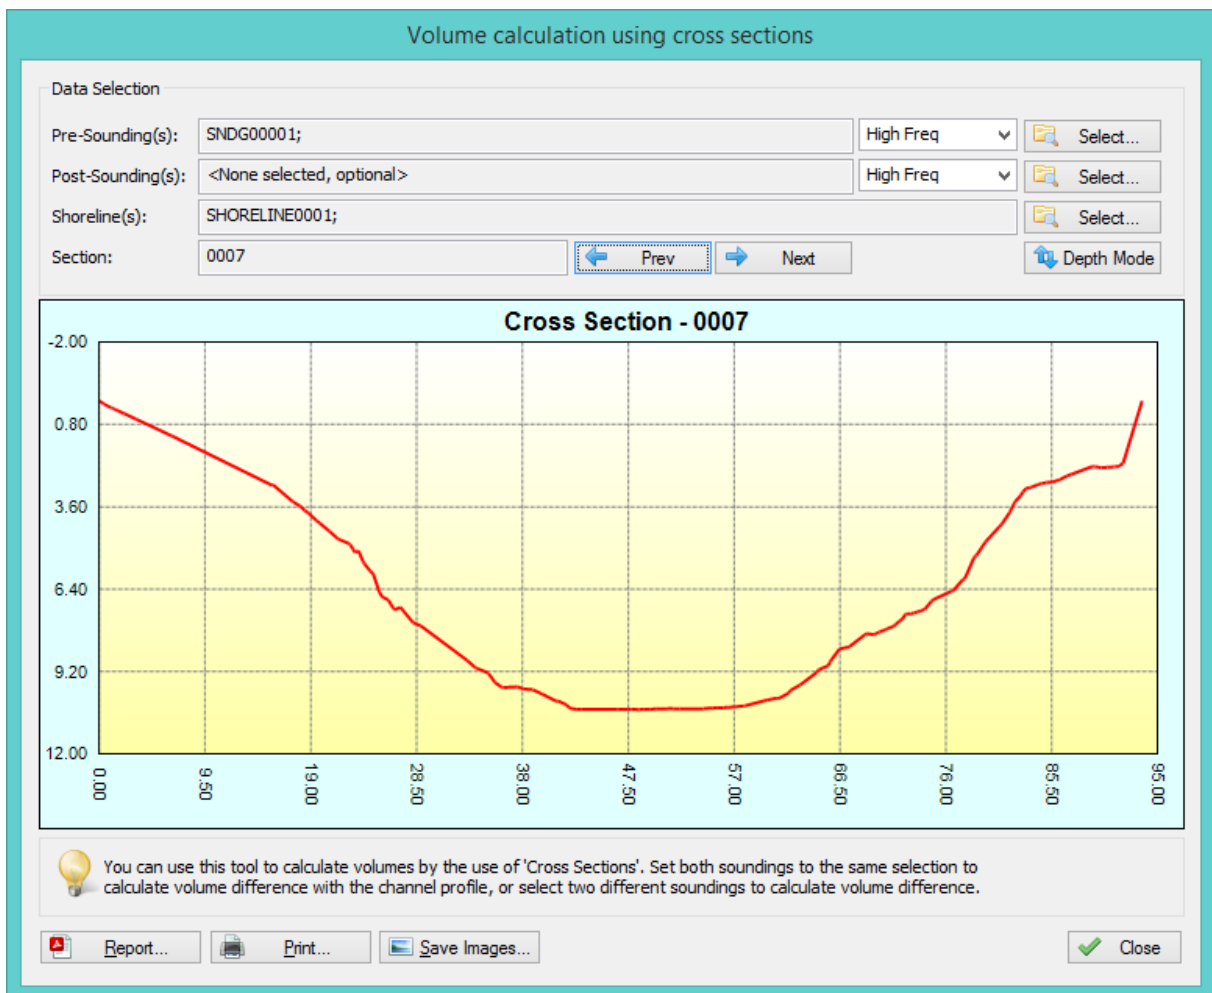 Volume calculation using cross sections
Data Selection
Pre-Sounding(s): SNDG00001; High Freq Select...
Post-Sounding(s): <None selected, optional> High Freq Select...
Shoreline(s): SHORELINE0001; Select...
Section: 0007 Prev Next Depth Mode
Cross Section - 0007
-2.00
0.80
3.60
6.40
9.20
12.00
0.00 9.50 19.00 28.50 38.00 47.50 57.00 66.50 76.00 85.50 95.00
You can use this tool to calculate volumes by the use of 'Cross Sections'. Set both soundings to the same selection to
calculate volume difference with the channel profile, or select two different soundings to calculate volume difference.
Report... Print... Save Images... Close